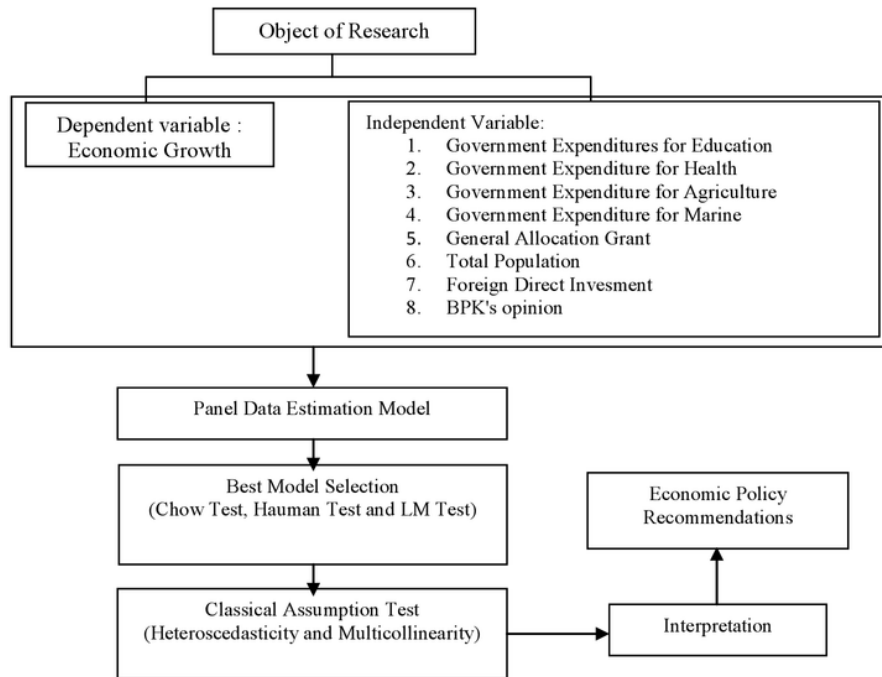 Object of Research
Dependent variable :
Economic Growth
Independent Variable:
1. Government Expenditures for Education
2. Government Expenditure for Health
3. Government Expenditure for Agriculture
4. Government Expenditure for Marine
5. General Allocation Grant
6. Total Population
7. Foreign Direct Invesment
8. BPK's opinion
Panel Data Estimation Model
Best Model Selection
(Chow Test, Hauman Test and LM Test)
Classical Assumption Test
(Heteroscedasticity and Multicollinearity)
Interpretation
Economic Policy
Recommendations